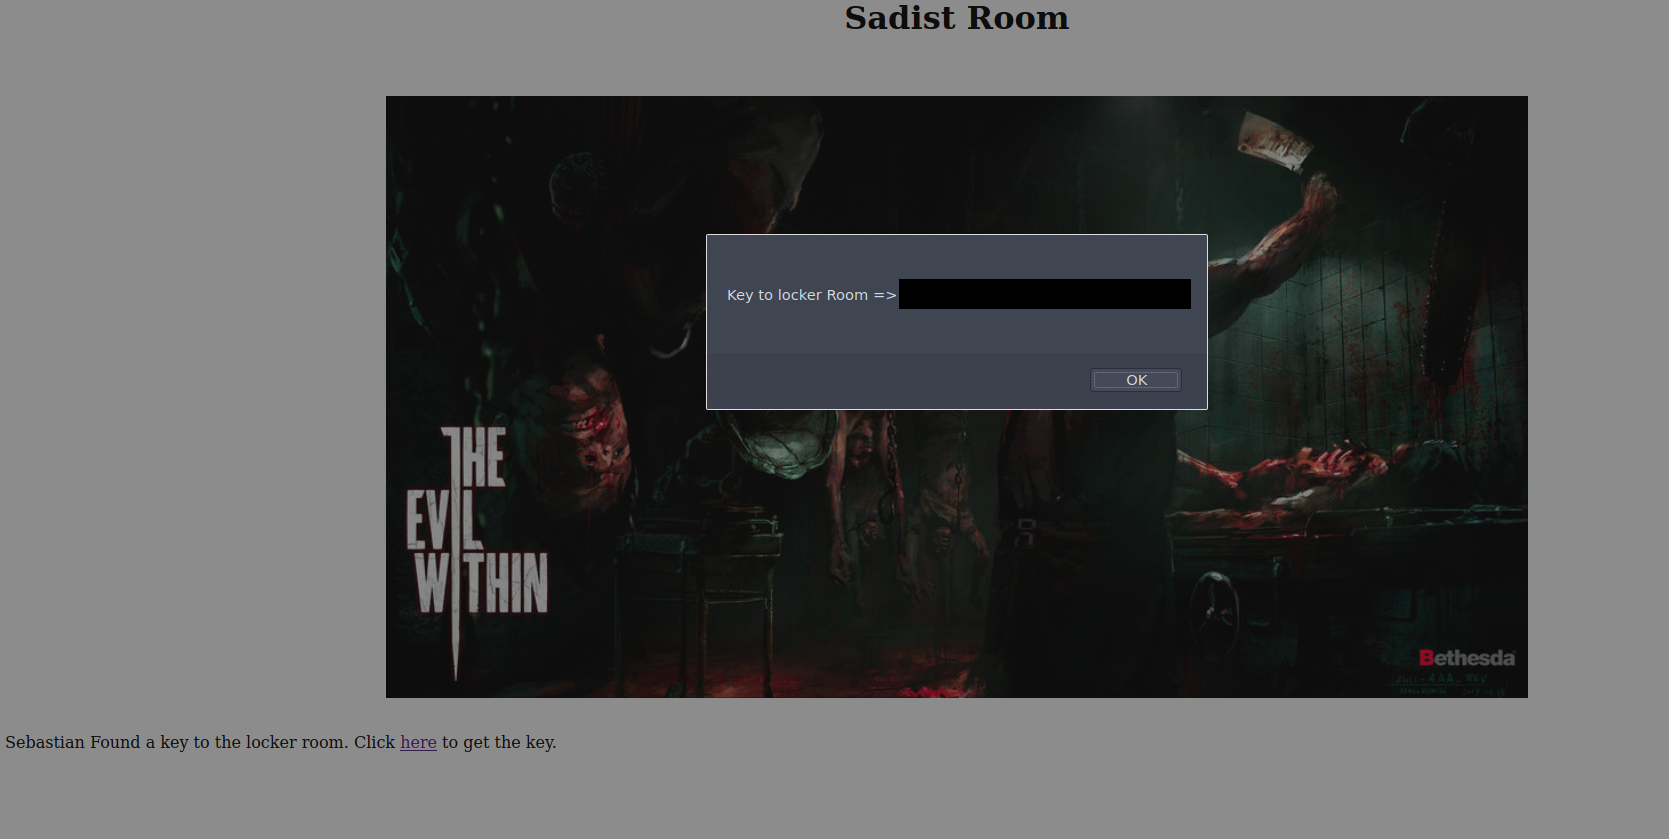 Sadist Room
Key to locker Room =>
OK
THE
EVIL
WITHIN
Bethesda
Sebastian Found a key to the locker room. Click here to get the key.